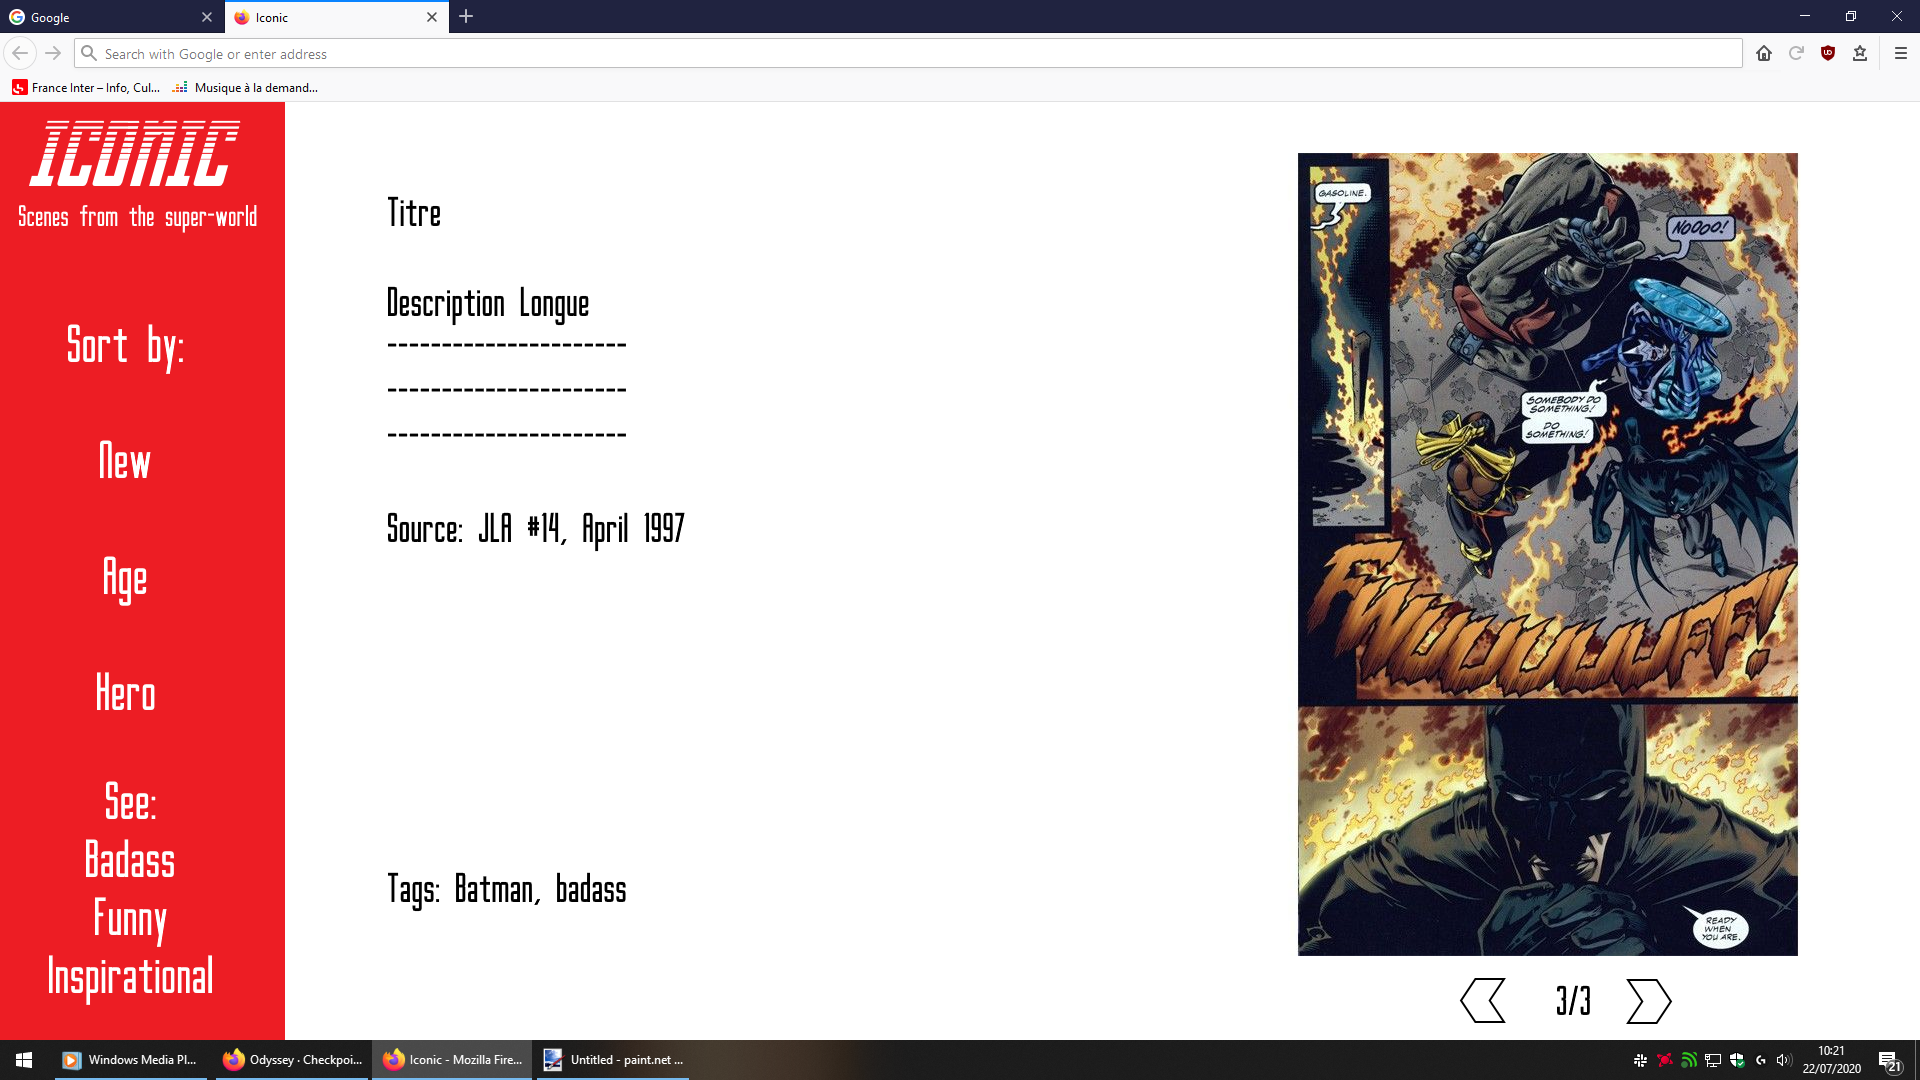 Google
Iconic
Search with Google or enter address
France Inter – Info, Cul...
Musique à la demand...
ICONIC
Scenes from the super-world
Sort by:
New
Age
Hero
See:
Badass
Funny
Inspirational
Titre
Description Longue
----------------------
----------------------
----------------------
Source: JLA #14, April 1997
Tags: Batman, badass
GASOLINE.
NOOOO!
SOMEBODY DO
SOMETHING!
DO
SOMETHING!
FWUUUUUFF!
READY
WHEN
YOU ARE.
3/3
Windows Media Pl...
Odyssey · Checkpoi...
Iconic - Mozilla Fire...
Untitled - paint.net ...
10:21
22/07/2020
21